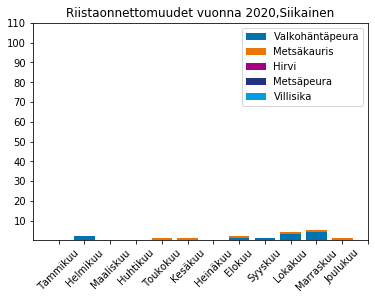 Riistaonnettomuudet vuonna 2020,Siikainen
110
100
90
80
70
60
50
40
30
20
10
Valkohäntäpeura
Metsäkauris
Hirvi
Metsäpeura
Villisika
Tammikuu
Helmikuu
Maaliskuu
Huhtikuu
Toukokuu
Kesäkuu
Heinäkuu
Elokuu
Syyskuu
Lokakuu
Marraskuu
Joulukuu